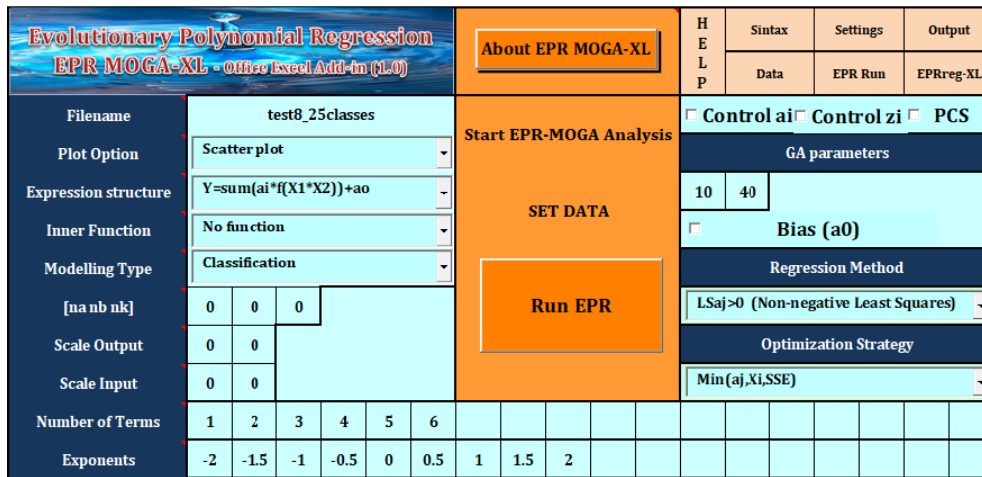 Evolutionary Polynomial Regression
EPR MOGA-XL - Office Excel Add-in (1.0)
About EPR MOGA-XL
HELP
Sintax
Settings
Output
Data
EPR Run
EPRreg-XL
Filename
test8_25classes
Plot Option
Scatter plot
Expression structure
Y=sum(ai*f(X1*X2))+ao
Inner Function
No function
Modelling Type
Classification
[na nb nk]
0 0 0
Scale Output
0 0
Scale Input
0 0
Start EPR-MOGA Analysis
SET DATA
Run EPR
Control ai
Control zi
PCS
GA parameters
10 40
Bias (a0)
Regression Method
LSaj>0 (Non-negative Least Squares)
Optimization Strategy
Min(aj,Xi,SSE)
Number of Terms
1 2 3 4 5 6
Exponents
-2 -1.5 -1 -0.5 0 0.5 1 1.5 2